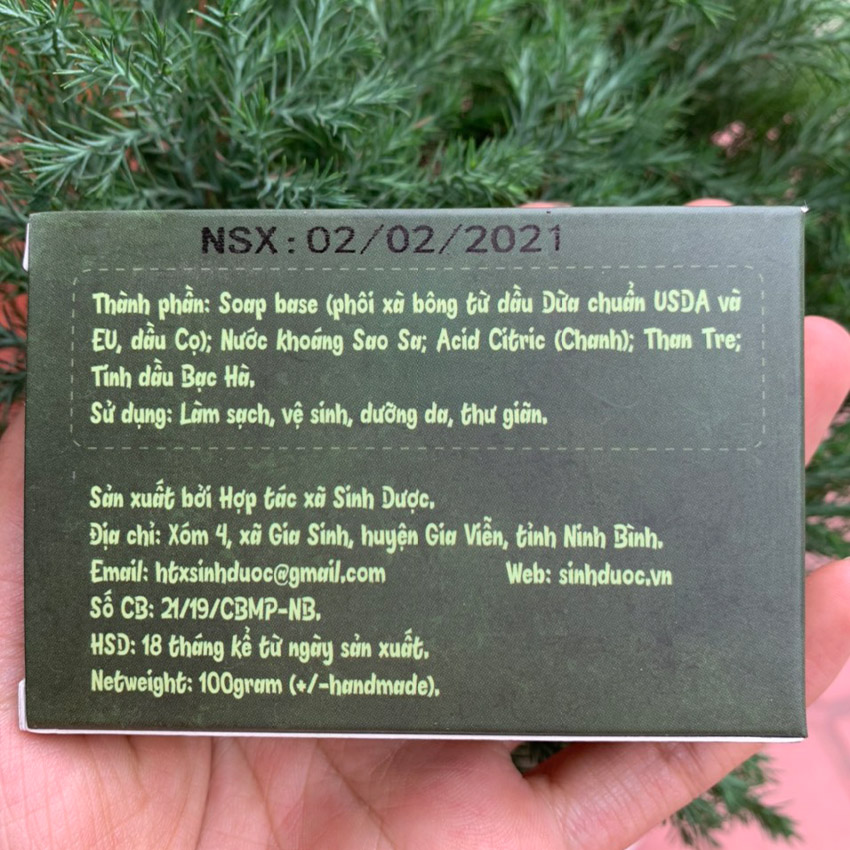 NSX: 02/02/2021
Thành phần: Soap base (phôi xà bông từ dầu Dừa chuẩn USDA và
EU, dầu Cọ); Nước khoáng Sao Sa; Acid Citric (Chanh); Than Tre;
Tinh dầu Bạc Hà.
Sử dụng: Làm sạch, vệ sinh, dưỡng da, thư giãn.
Sản xuất bởi Hợp tác xã Sinh Dược.
Địa chỉ: Xóm 4, xã Gia Sinh, huyện Gia Viễn, tỉnh Ninh Bình.
Email: htxsinhduoc@gmail.com Web: sinhduoc.vn
Số CB: 21/19/CBMP-NB.
HSD: 18 tháng kể từ ngày sản xuất.
Netweight: 100gram (+/-handmade).